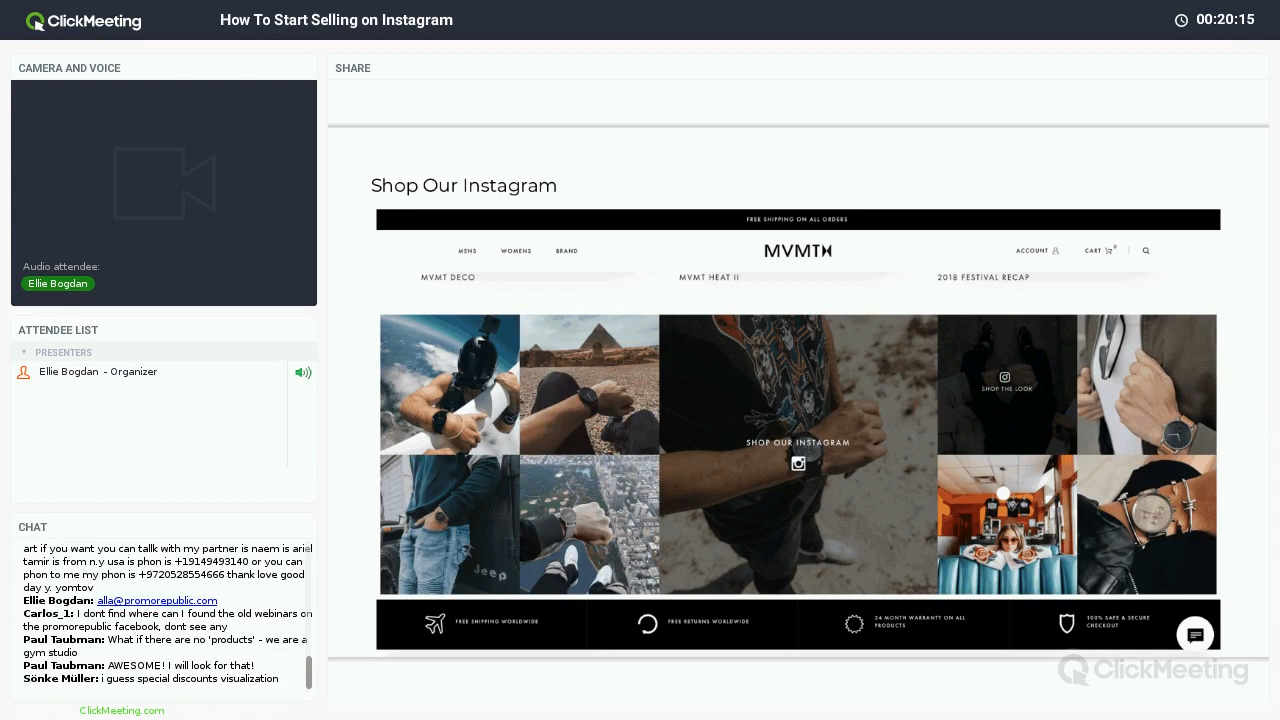 ClickMeeting
How To Start Selling on Instagram
00:20:15
CAMERA AND VOICE
Audio attendee:
Ellie Bogdan
ATTENDEE LIST
PRESENTERS
Ellie Bogdan - Organizer
CHAT
art if you want you can tallk with my partner is naem is ariel
tamir is from n.y usa is phon is +19149493140 or you can
phon to me my phon is +9720528554666 thank love good
day y. yomtov
Ellie Bogdan: alla@promorepublic.com
Carlos_1: I dont find where can I found the old webinars on
the promorepublic facebook, dont see any
Paul Taubman: What if there are no 'products' - we are a
gym studio
Paul Taubman: AWESOME! I will look for that!
Sönke Müller: i guess special discounts visualization
ClickMeeting.com
SHARE
Shop Our Instagram
FREE SHIPPING ON ALL ORDERS
MENS WOMENS BRAND
MVMT
ACCOUNT CART 0
MVMT DECO
MVMT HEAT II
2018 FESTIVAL RECAP
SHOP THE LOOK
SHOP OUR INSTAGRAM
Jeep
FREE SHIPPING WORLDWIDE
FREE RETURNS WORLDWIDE
24 MONTH WARRANTY ON ALL
PRODUCTS
100% SAFE & SECURE
CHECKOUT
ClickMeeting